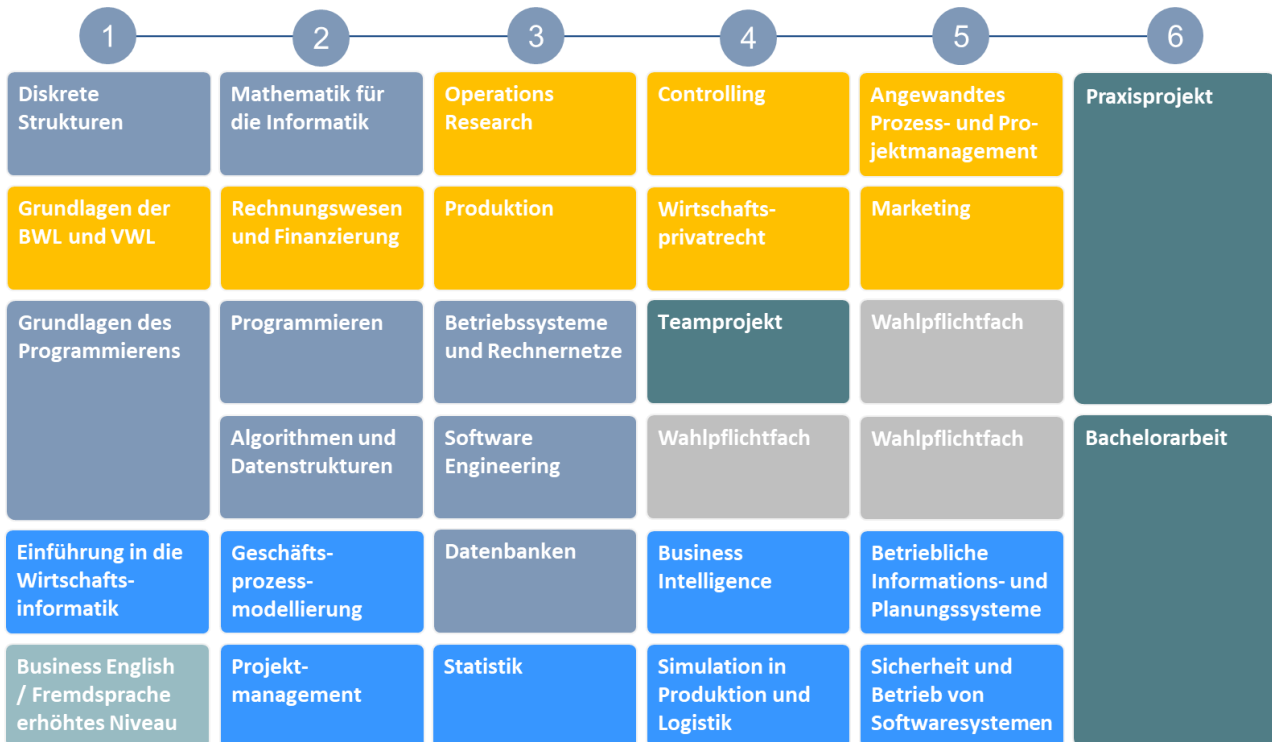 1 2 3 4 5 6
Diskrete
Strukturen
Mathematik für
die Informatik
Operations
Research
Controlling
Angewandtes
Prozess- und Pro-
jektmanagement
Praxisprojekt
Grundlagen der
BWL und VWL
Rechnungswesen
und Finanzierung
Produktion
Wirtschafts-
privatrecht
Marketing
Grundlagen des
Programmierens
Programmieren
Betriebssysteme
und Rechnernetze
Teamprojekt
Wahlpflichtfach
Algorithmen und
Datenstrukturen
Software
Engineering
Wahlpflichtfach
Wahlpflichtfach
Bachelorarbeit
Einführung in die
Wirtschafts-
informatik
Geschäfts-
prozess-
modellierung
Datenbanken
Business
Intelligence
Betriebliche
Informations- und
Planungssysteme
Business English
/ Fremdsprache
erhöhtes Niveau
Projekt-
management
Statistik
Simulation in
Produktion und
Logistik
Sicherheit und
Betrieb von
Softwaresystemen